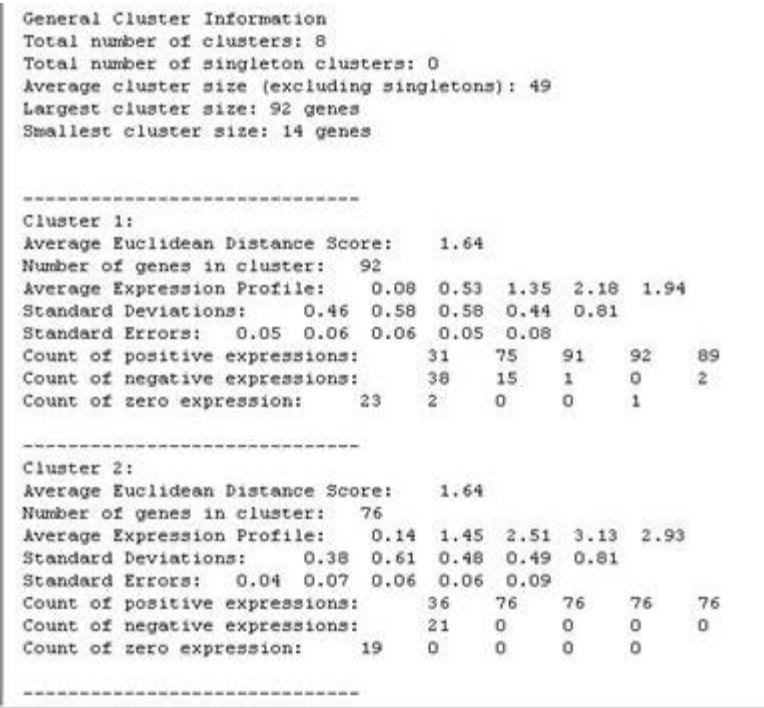 General Cluster Information
Total number of clusters: 8
Total number of singleton clusters: 0
Average cluster size (excluding singletons): 49
Largest cluster size: 92 genes
Smallest cluster size: 14 genes
------------------------------
Cluster 1:
Average Euclidean Distance Score: 1.64
Number of genes in cluster: 92
Average Expression Profile: 0.08 0.53 1.35 2.18 1.94
Standard Deviations: 0.46 0.58 0.58 0.44 0.81
Standard Errors: 0.05 0.06 0.06 0.05 0.08
Count of positive expressions: 31 75 91 92 89
Count of negative expressions: 38 15 1 0 2
Count of zero expression: 23 2 0 0 1
------------------------------
Cluster 2:
Average Euclidean Distance Score: 1.64
Number of genes in cluster: 76
Average Expression Profile: 0.14 1.45 2.51 3.13 2.93
Standard Deviations: 0.38 0.61 0.48 0.49 0.81
Standard Errors: 0.04 0.07 0.06 0.06 0.09
Count of positive expressions: 36 76 76 76 76
Count of negative expressions: 21 0 0 0 0
Count of zero expression: 19 0 0 0 0
------------------------------